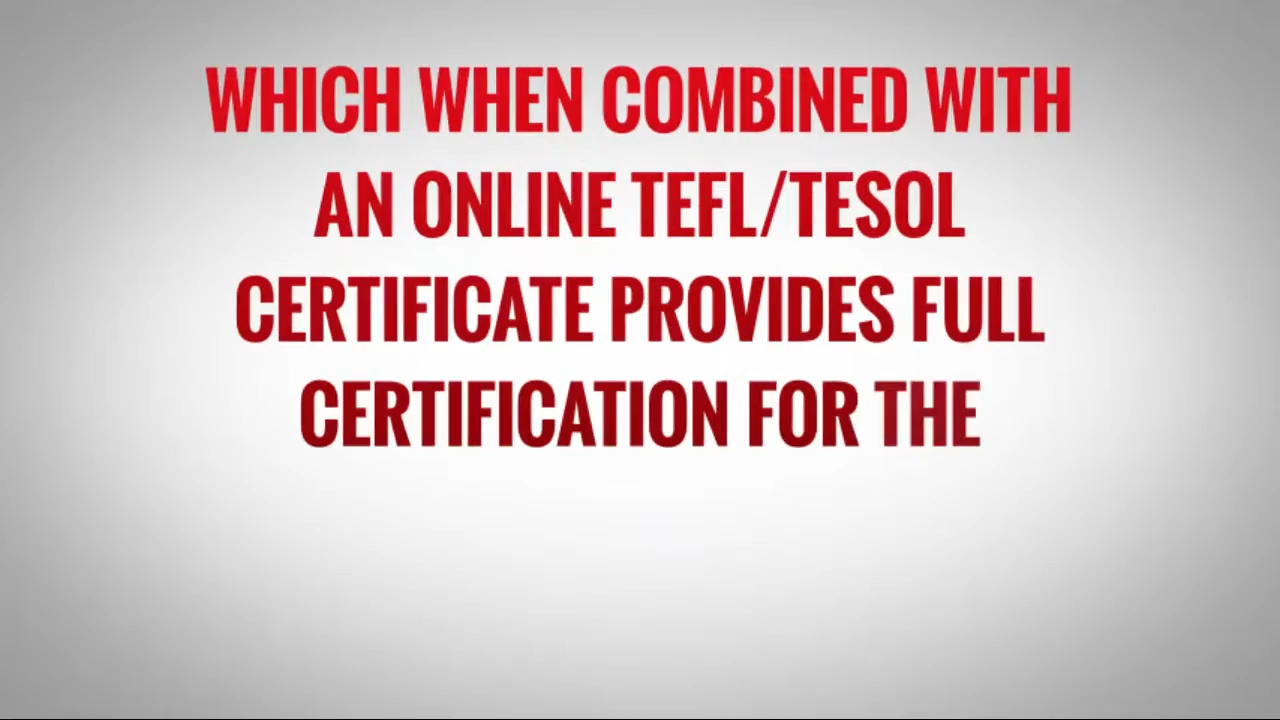 WHICH WHEN COMBINED WITH
AN ONLINE TEFL/TESOL
CERTIFICATE PROVIDES FULL
CERTIFICATION FOR THE